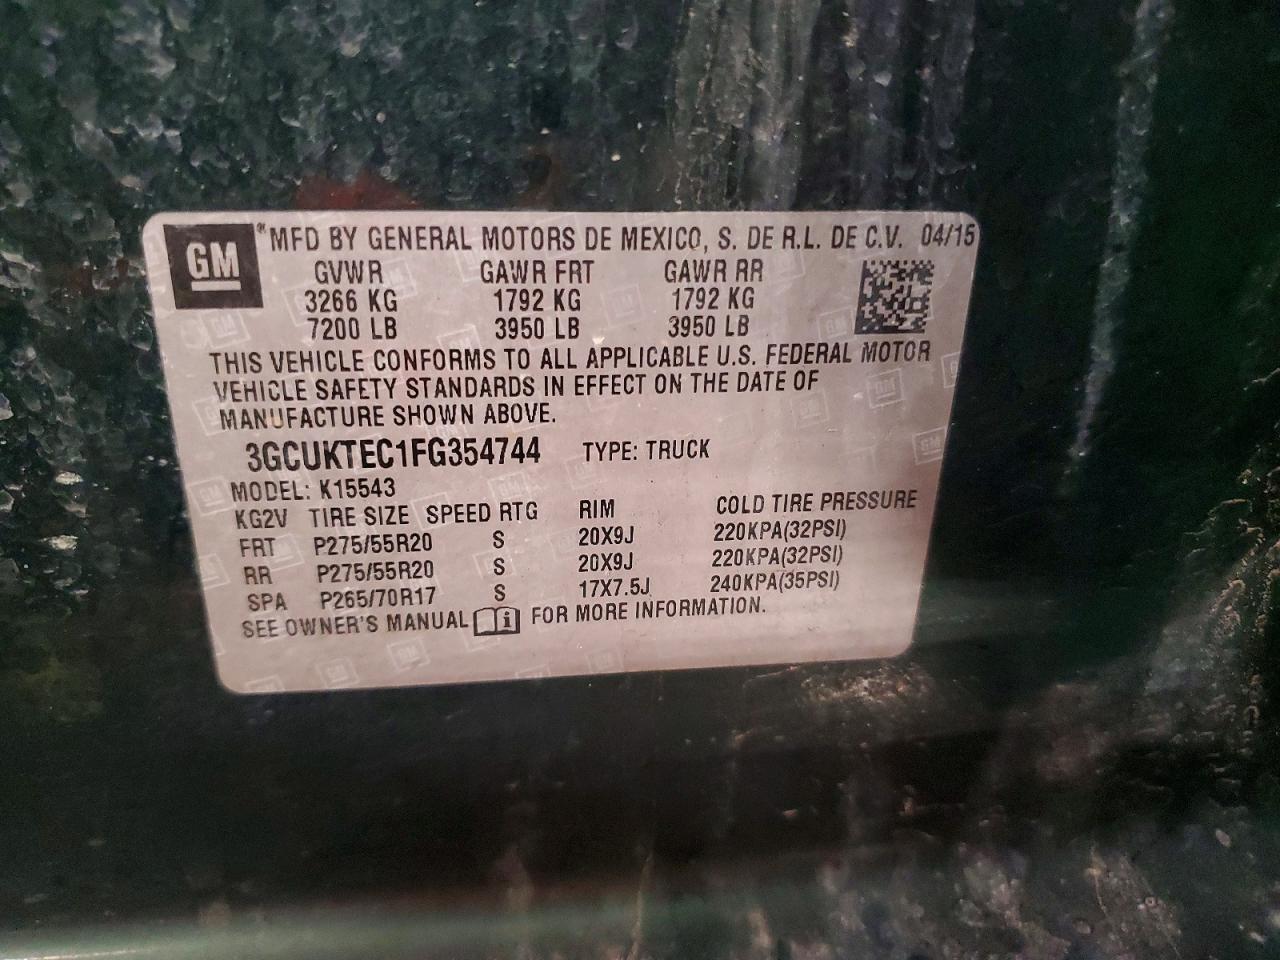 GM
MFD BY GENERAL MOTORS DE MEXICO, S. DE R.L. DE C.V. 04/15
GVWR GAWR FRT GAWR RR
3266 KG 1792 KG 1792 KG
7200 LB 3950 LB 3950 LB
THIS VEHICLE CONFORMS TO ALL APPLICABLE U.S. FEDERAL MOTOR
VEHICLE SAFETY STANDARDS IN EFFECT ON THE DATE OF
MANUFACTURE SHOWN ABOVE.
3GCUKTEC1FG354744 TYPE: TRUCK
MODEL: K15543
KG2V TIRE SIZE SPEED RTG RIM COLD TIRE PRESSURE
FRT P275/55R20 S 20X9J 220KPA(32PSI)
RR P275/55R20 S 20X9J 220KPA(32PSI)
SPA P265/70R17 S 17X7.5J 240KPA(35PSI)
SEE OWNER'S MANUAL i FOR MORE INFORMATION.